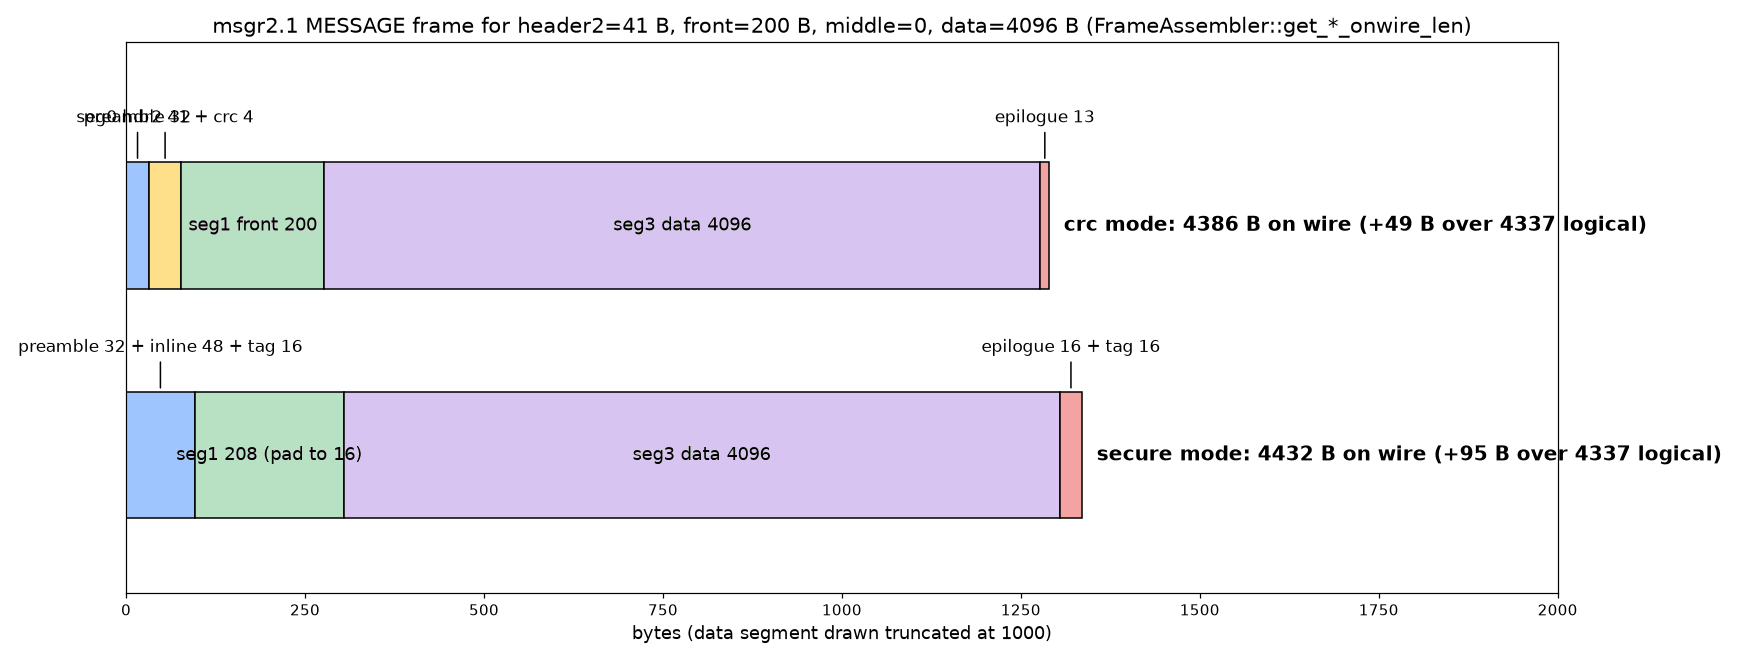 msgr2.1 MESSAGE frame for header2=41 B, front=200 B, middle=0, data=4096 B (FrameAssembler::get_*_onwire_len)
+ crc 4
epilogue 13
seg1 front 200
seg3 data 4096
crc mode: 4386 B on wire (+49 B over 4337 logical)
preamble 32 + inline 48 + tag 16
epilogue 16 + tag 16
seg1 208 (pad to 16)
seg3 data 4096
secure mode: 4432 B on wire (+95 B over 4337 logical)
0 250 500 750 1000 1250 1500 1750 2000
bytes (data segment drawn truncated at 1000)